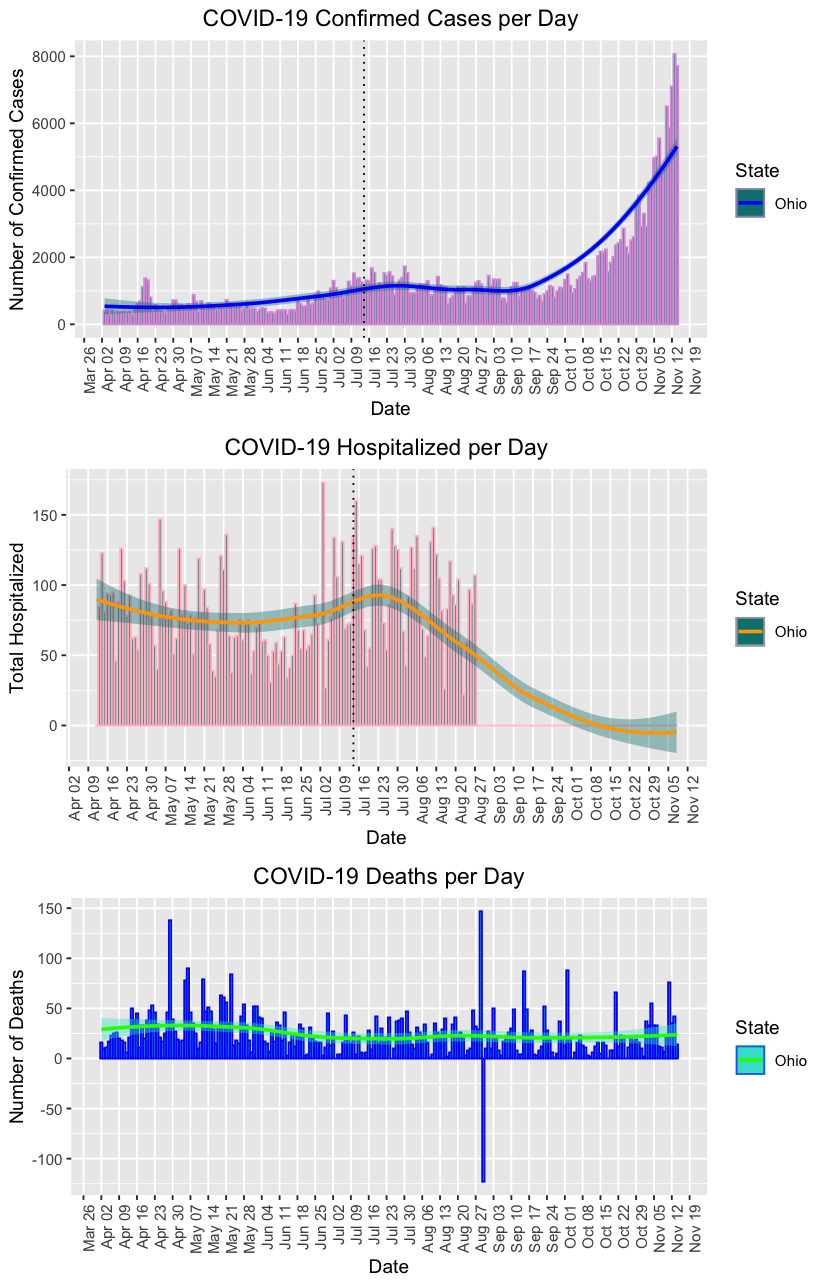 COVID-19 Confirmed Cases per Day
Number of Confirmed Cases
8000
6000
4000
2000
0
Mar 26
Apr 02
Apr 09
Apr 16
Apr 23
Apr 30
May 07
May 14
May 21
May 28
Jun 04
Jun 11
Jun 18
Jun 25
Jul 02
Jul 09
Jul 16
Jul 23
Jul 30
Aug 06
Aug 13
Aug 20
Aug 27
Sep 03
Sep 10
Sep 17
Sep 24
Oct 01
Oct 08
Oct 15
Oct 22
Oct 29
Nov 05
Nov 12
Nov 19
Date
State
Ohio
COVID-19 Hospitalized per Day
Total Hospitalized
150
100
50
0
Apr 02
Apr 09
Apr 16
Apr 23
Apr 30
May 07
May 14
May 21
May 28
Jun 04
Jun 11
Jun 18
Jun 25
Jul 02
Jul 09
Jul 16
Jul 23
Jul 30
Aug 06
Aug 13
Aug 20
Aug 27
Sep 03
Sep 10
Sep 17
Sep 24
Oct 01
Oct 08
Oct 15
Oct 22
Oct 29
Nov 05
Nov 12
Date
State
Ohio
COVID-19 Deaths per Day
Number of Deaths
150
100
50
0
-50
-100
Mar 26
Apr 02
Apr 09
Apr 16
Apr 23
Apr 30
May 07
May 14
May 21
May 28
Jun 04
Jun 11
Jun 18
Jun 25
Jul 02
Jul 09
Jul 16
Jul 23
Jul 30
Aug 06
Aug 13
Aug 20
Aug 27
Sep 03
Sep 10
Sep 17
Sep 24
Oct 01
Oct 08
Oct 15
Oct 22
Oct 29
Nov 05
Nov 12
Nov 19
Date
State
Ohio